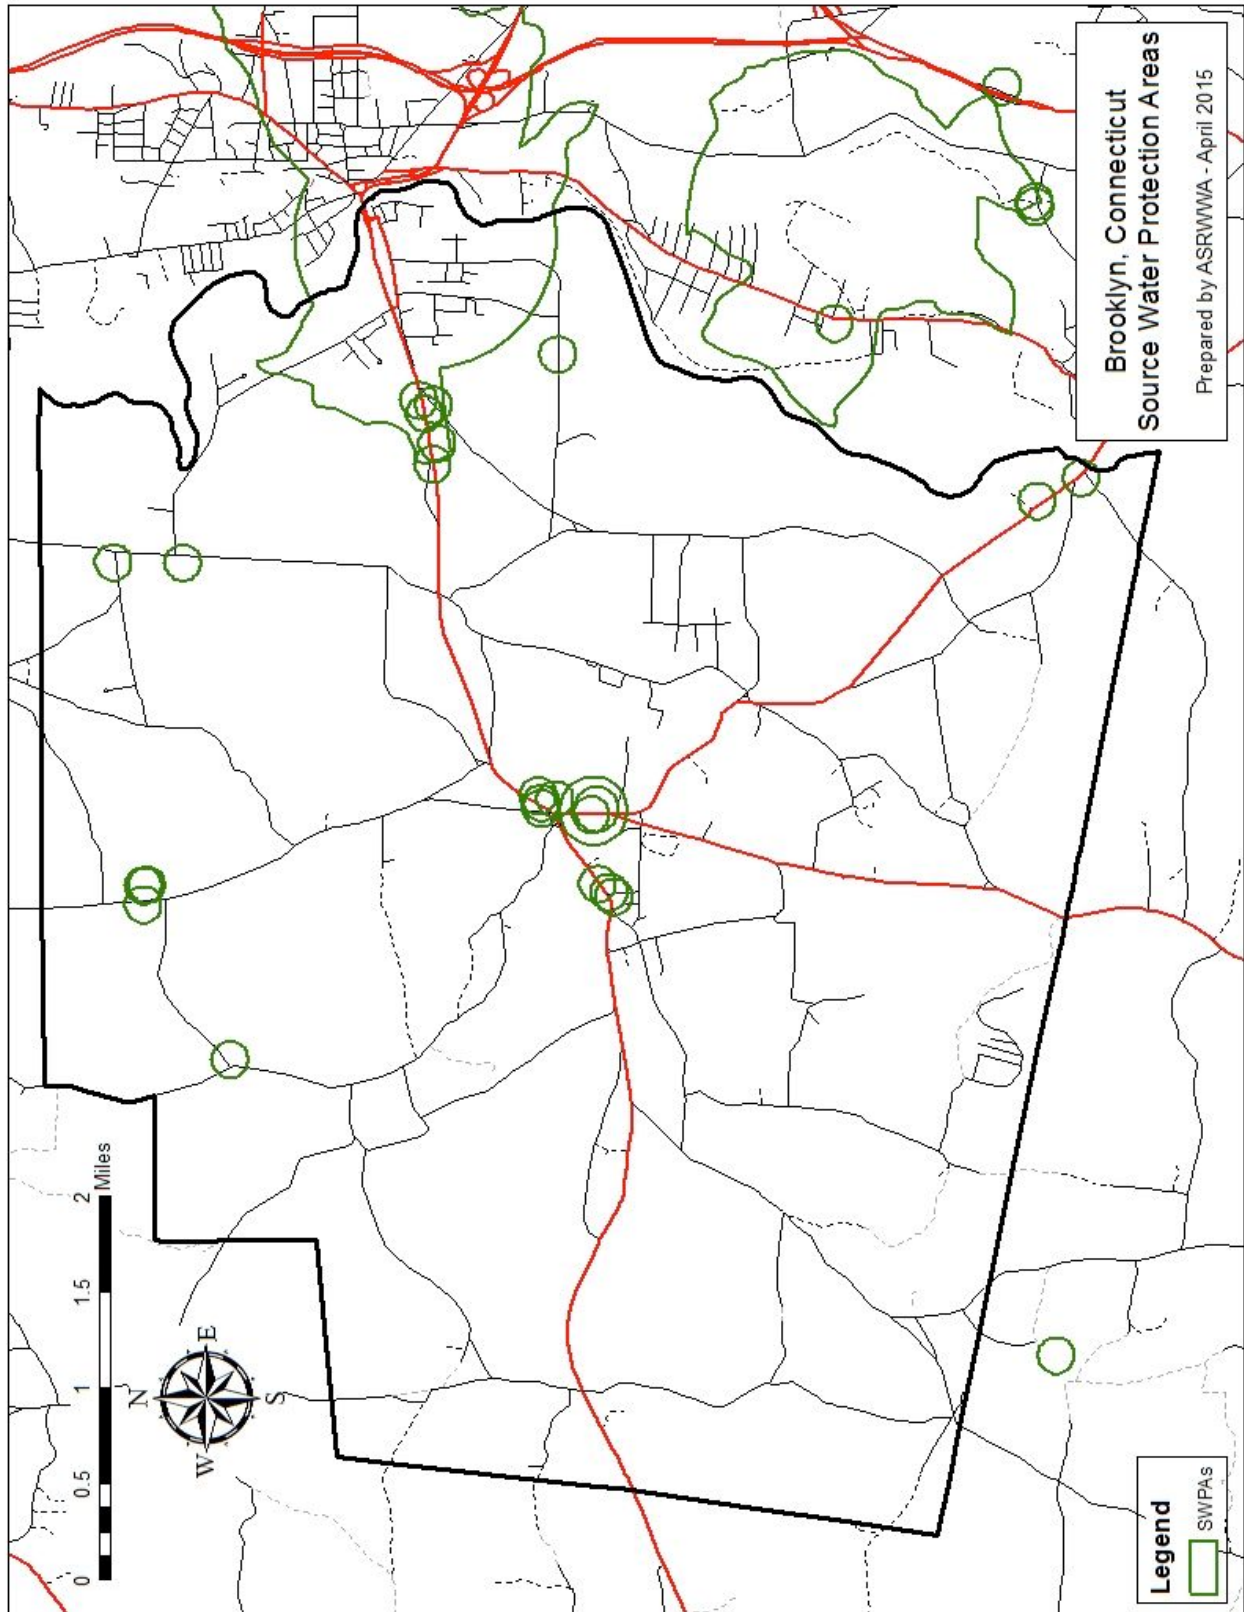 Brooklyn, Connecticut
Source Water Protection Areas
Prepared by ASRWWA - April 2015
0 0.5 1 1.5 2
Miles
N
W E
S
Legend
SWPAs